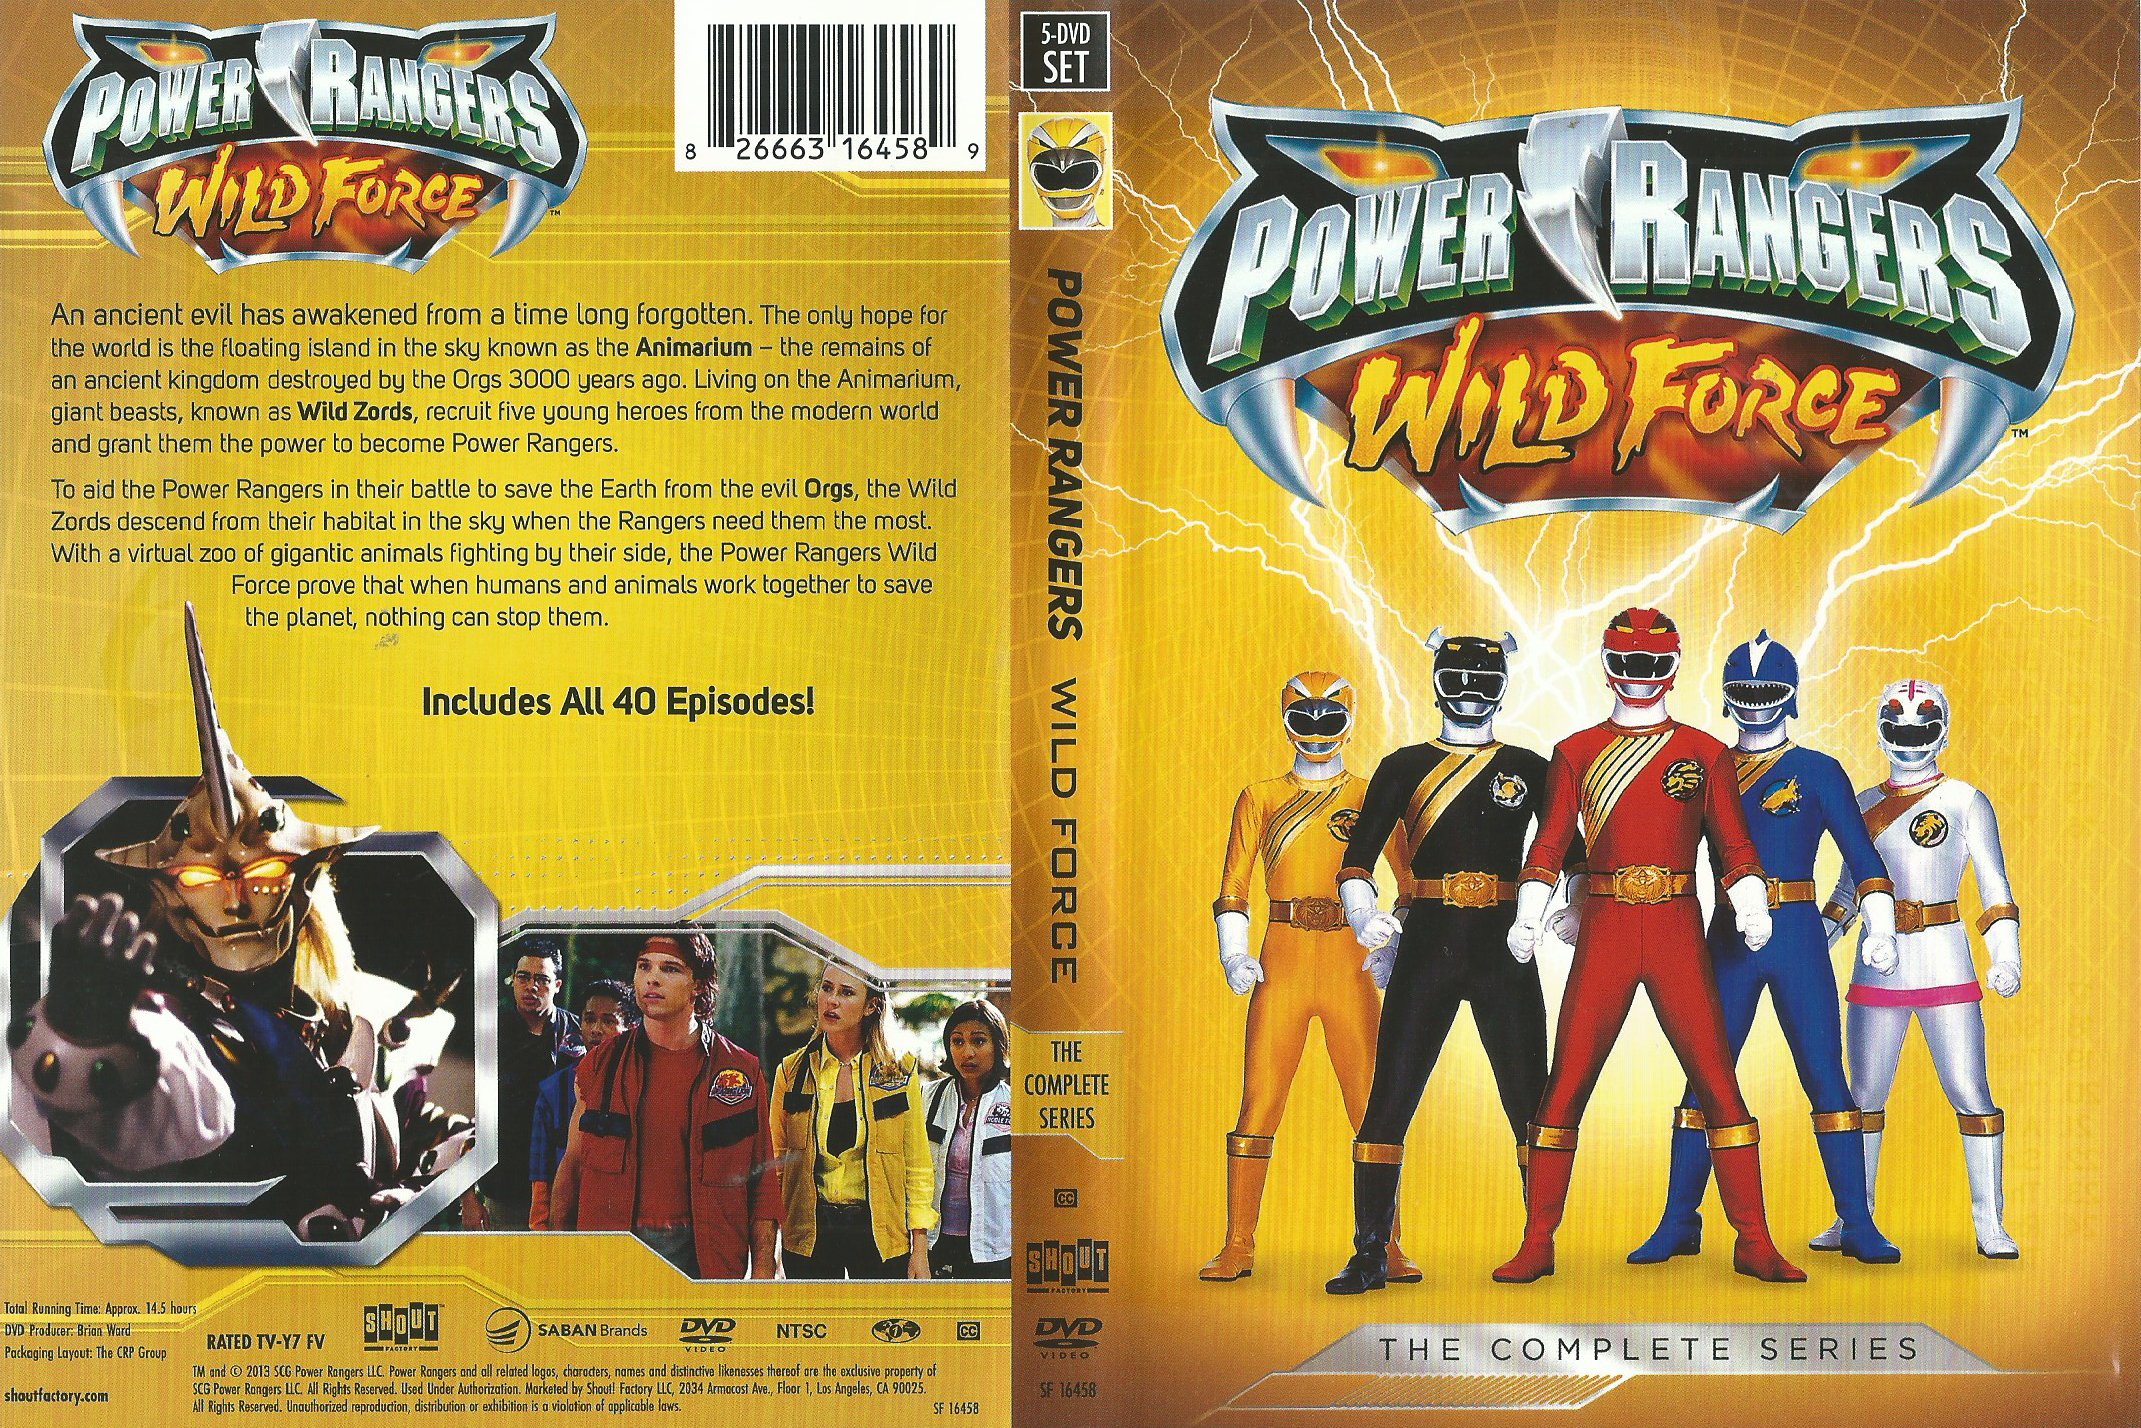 POWER RANGERS
WILD FORCE™
8 26663 16458 9
An ancient evil has awakened from a time long forgotten. The only hope for
the world is the floating island in the sky known as the Animarium – the remains of
an ancient kingdom destroyed by the Orgs 3000 years ago. Living on the Animarium,
giant beasts, known as Wild Zords, recruit five young heroes from the modern world
and grant them the power to become Power Rangers.
To aid the Power Rangers in their battle to save the Earth from the evil Orgs, the Wild
Zords descend from their habitat in the sky when the Rangers need them the most.
With a virtual zoo of gigantic animals fighting by their side, the Power Rangers Wild
Force prove that when humans and animals work together to save
the planet, nothing can stop them.
Includes All 40 Episodes!
Total Running Time: Approx. 14.5 hours
DVD Producer: Brian Ward
Packaging Layout: The CRP Group
shoutfactory.com
RATED TV-Y7 FV
SHOUT™
FACTORY
SABAN Brands
DVD
VIDEO
NTSC
1
CC
TM and © 2013 SCG Power Rangers LLC. Power Rangers and all related logos, characters, names and distinctive likenesses thereof are the exclusive property of
SCG Power Rangers LLC. All Rights Reserved. Used Under Authorization. Marketed by Shout! Factory LLC, 2034 Armacost Ave., Floor 1, Los Angeles, CA 90025.
All Rights Reserved. Unauthorized reproduction, distribution or exhibition is a violation of applicable laws.
SF 16458
5-DVD
SET
POWER RANGERS WILD FORCE
THE
COMPLETE
SERIES
CC
SHOUT
FACTORY
DVD
VIDEO
SF 16458
POWER RANGERS
WILD FORCE™
THE COMPLETE SERIES